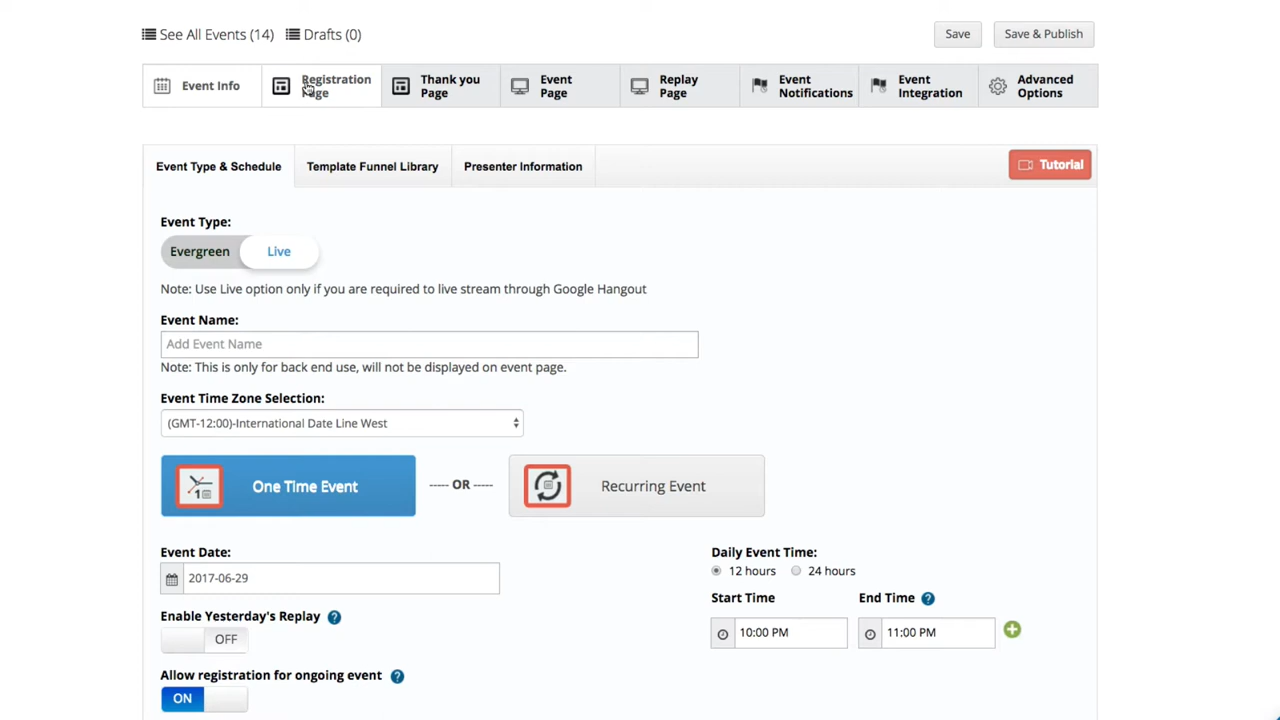 See All Events (14) Drafts (0) Save Save & Publish
Event Info Registration Page Thank you Page Event Page Replay Page Event Notifications Event Integration Advanced Options
Event Type & Schedule Template Funnel Library Presenter Information Tutorial
Event Type:
Evergreen Live
Note: Use Live option only if you are required to live stream through Google Hangout
Event Name:
Add Event Name
Note: This is only for back end use, will not be displayed on event page.
Event Time Zone Selection:
(GMT-12:00)-International Date Line West
1 One Time Event ----- OR ----- Recurring Event
Event Date: Daily Event Time:
2017-06-29 12 hours 24 hours
Enable Yesterday's Replay ? Start Time End Time ?
OFF 10:00 PM 11:00 PM
Allow registration for ongoing event ?
ON